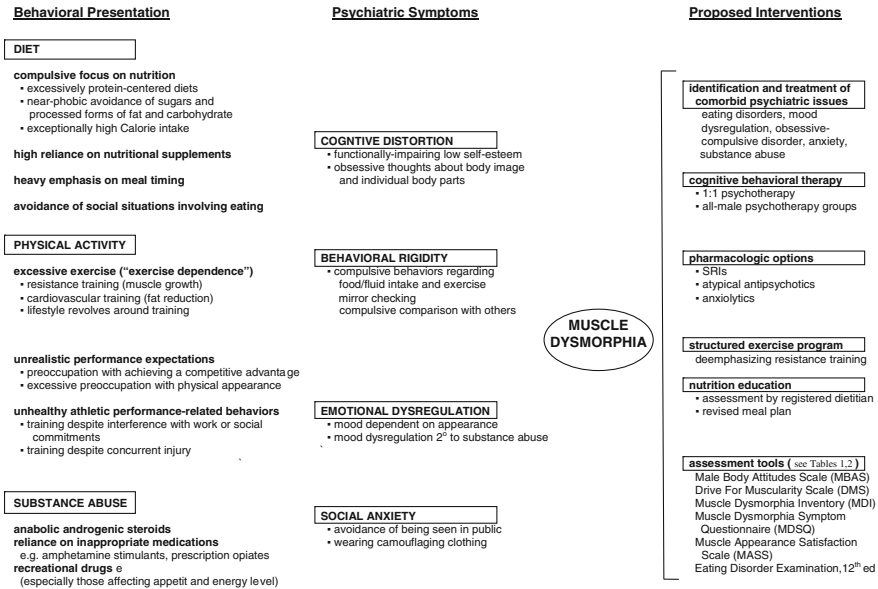 Behavioral Presentation
DIET
compulsive focus on nutrition
▪ excessively protein-centered diets
▪ near-phobic avoidance of sugars and
processed forms of fat and carbohydrate
▪ exceptionally high Calorie intake
high reliance on nutritional supplements
heavy emphasis on meal timing
avoidance of social situations involving eating
PHYSICAL ACTIVITY
excessive exercise (“exercise dependence”)
▪ resistance training (muscle growth)
▪ cardiovascular training (fat reduction)
▪ lifestyle revolves around training
unrealistic performance expectations
▪ preoccupation with achieving a competitive advantage
▪ excessive preoccupation with physical appearance
unhealthy athletic performance-related behaviors
▪ training despite interference with work or social
commitments
▪ training despite concurrent injury
SUBSTANCE ABUSE
anabolic androgenic steroids
reliance on inappropriate medications
e.g. amphetamine stimulants, prescription opiates
recreational drugs e
(especially those affecting appetit and energy level)
Psychiatric Symptoms
COGNTIVE DISTORTION
▪ functionally-impairing low self-esteem
▪ obsessive thoughts about body image
and individual body parts
BEHAVIORAL RIGIDITY
▪ compulsive behaviors regarding
food/fluid intake and exercise
mirror checking
compulsive comparison with others
EMOTIONAL DYSREGULATION
▪ mood dependent on appearance
▪ mood dysregulation 2° to substance abuse
SOCIAL ANXIETY
▪ avoidance of being seen in public
▪ wearing camouflaging clothing
MUSCLE
DYSMORPHIA
Proposed Interventions
identification and treatment of
comorbid psychiatric issues
eating disorders, mood
dysregulation, obsessive-
compulsive disorder, anxiety,
substance abuse
cognitive behavioral therapy
▪ 1:1 psychotherapy
▪ all-male psychotherapy groups
pharmacologic options
▪ SRIs
▪ atypical antipsychotics
▪ anxiolytics
structured exercise program
deemphasizing resistance training
nutrition education
▪ assessment by registered dietitian
▪ revised meal plan
assessment tools ( see Tables 1,2 )
Male Body Attitudes Scale (MBAS)
Drive For Muscularity Scale (DMS)
Muscle Dysmorphia Inventory (MDI)
Muscle Dysmorphia Symptom
Questionnaire (MDSQ)
Muscle Appearance Satisfaction
Scale (MASS)
Eating Disorder Examination,12th ed